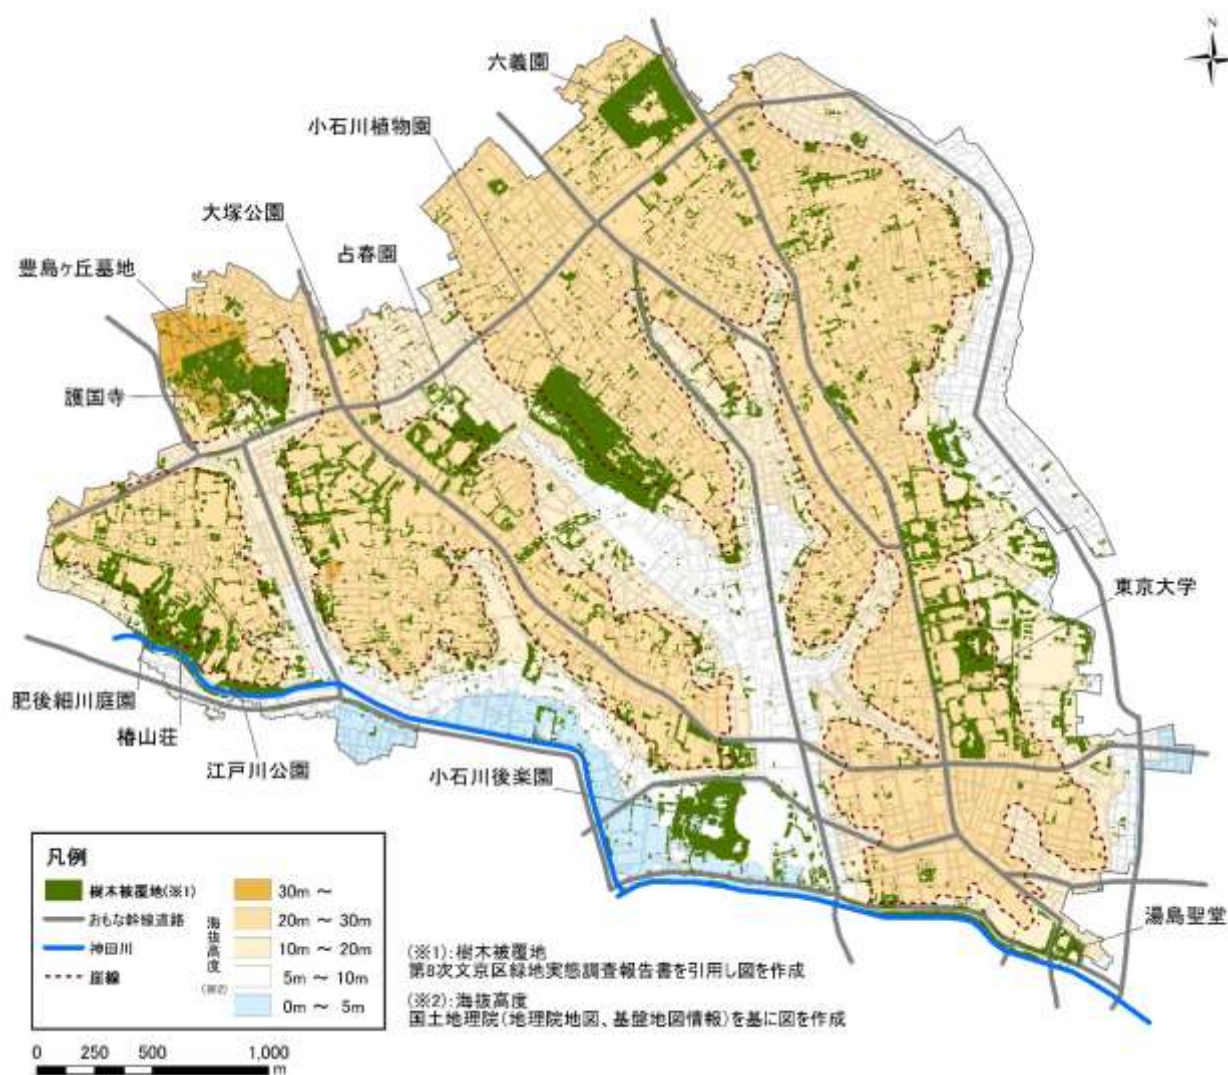 N
六義園
小石川植物園
大塚公園
占春園
豊島ヶ丘墓地
護国寺
東京大学
肥後細川庭園
椿山荘
江戸川公園
小石川後楽園
湯島聖堂
凡例
樹木被覆地(※1)
おもな幹線道路
神田川
崖線
海抜高度
(※2)
30m ～
20m ～ 30m
10m ～ 20m
5m ～ 10m
0m ～ 5m
(※1):樹木被覆地
第8次文京区緑地実態調査報告書を引用し図を作成
(※2):海抜高度
国土地理院(地理院地図、基盤地図情報)を基に図を作成
0 250 500 1,000
m